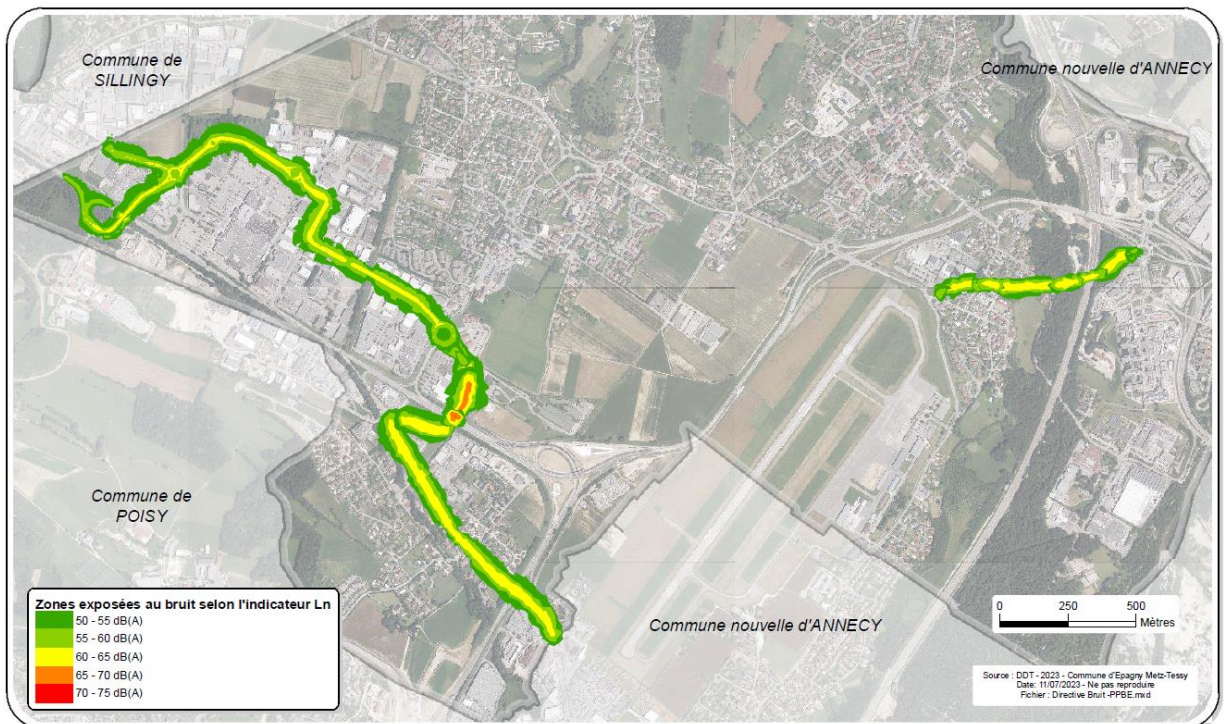 Commune de
SILLINGY
Commune nouvelle d'ANNECY
Commune de
POISY
Commune nouvelle d'ANNECY
Zones exposées au bruit selon l'indicateur Ln
50 - 55 dB(A)
55 - 60 dB(A)
60 - 65 dB(A)
65 - 70 dB(A)
70 - 75 dB(A)
0 250 500
Mètres
Source : DDT - 2023 - Commune d'Epagny Metz-Tessy
Date: 11/07/2023 - Ne pas reproduire
Fichier : Directive Bruit -PPBE.mxd